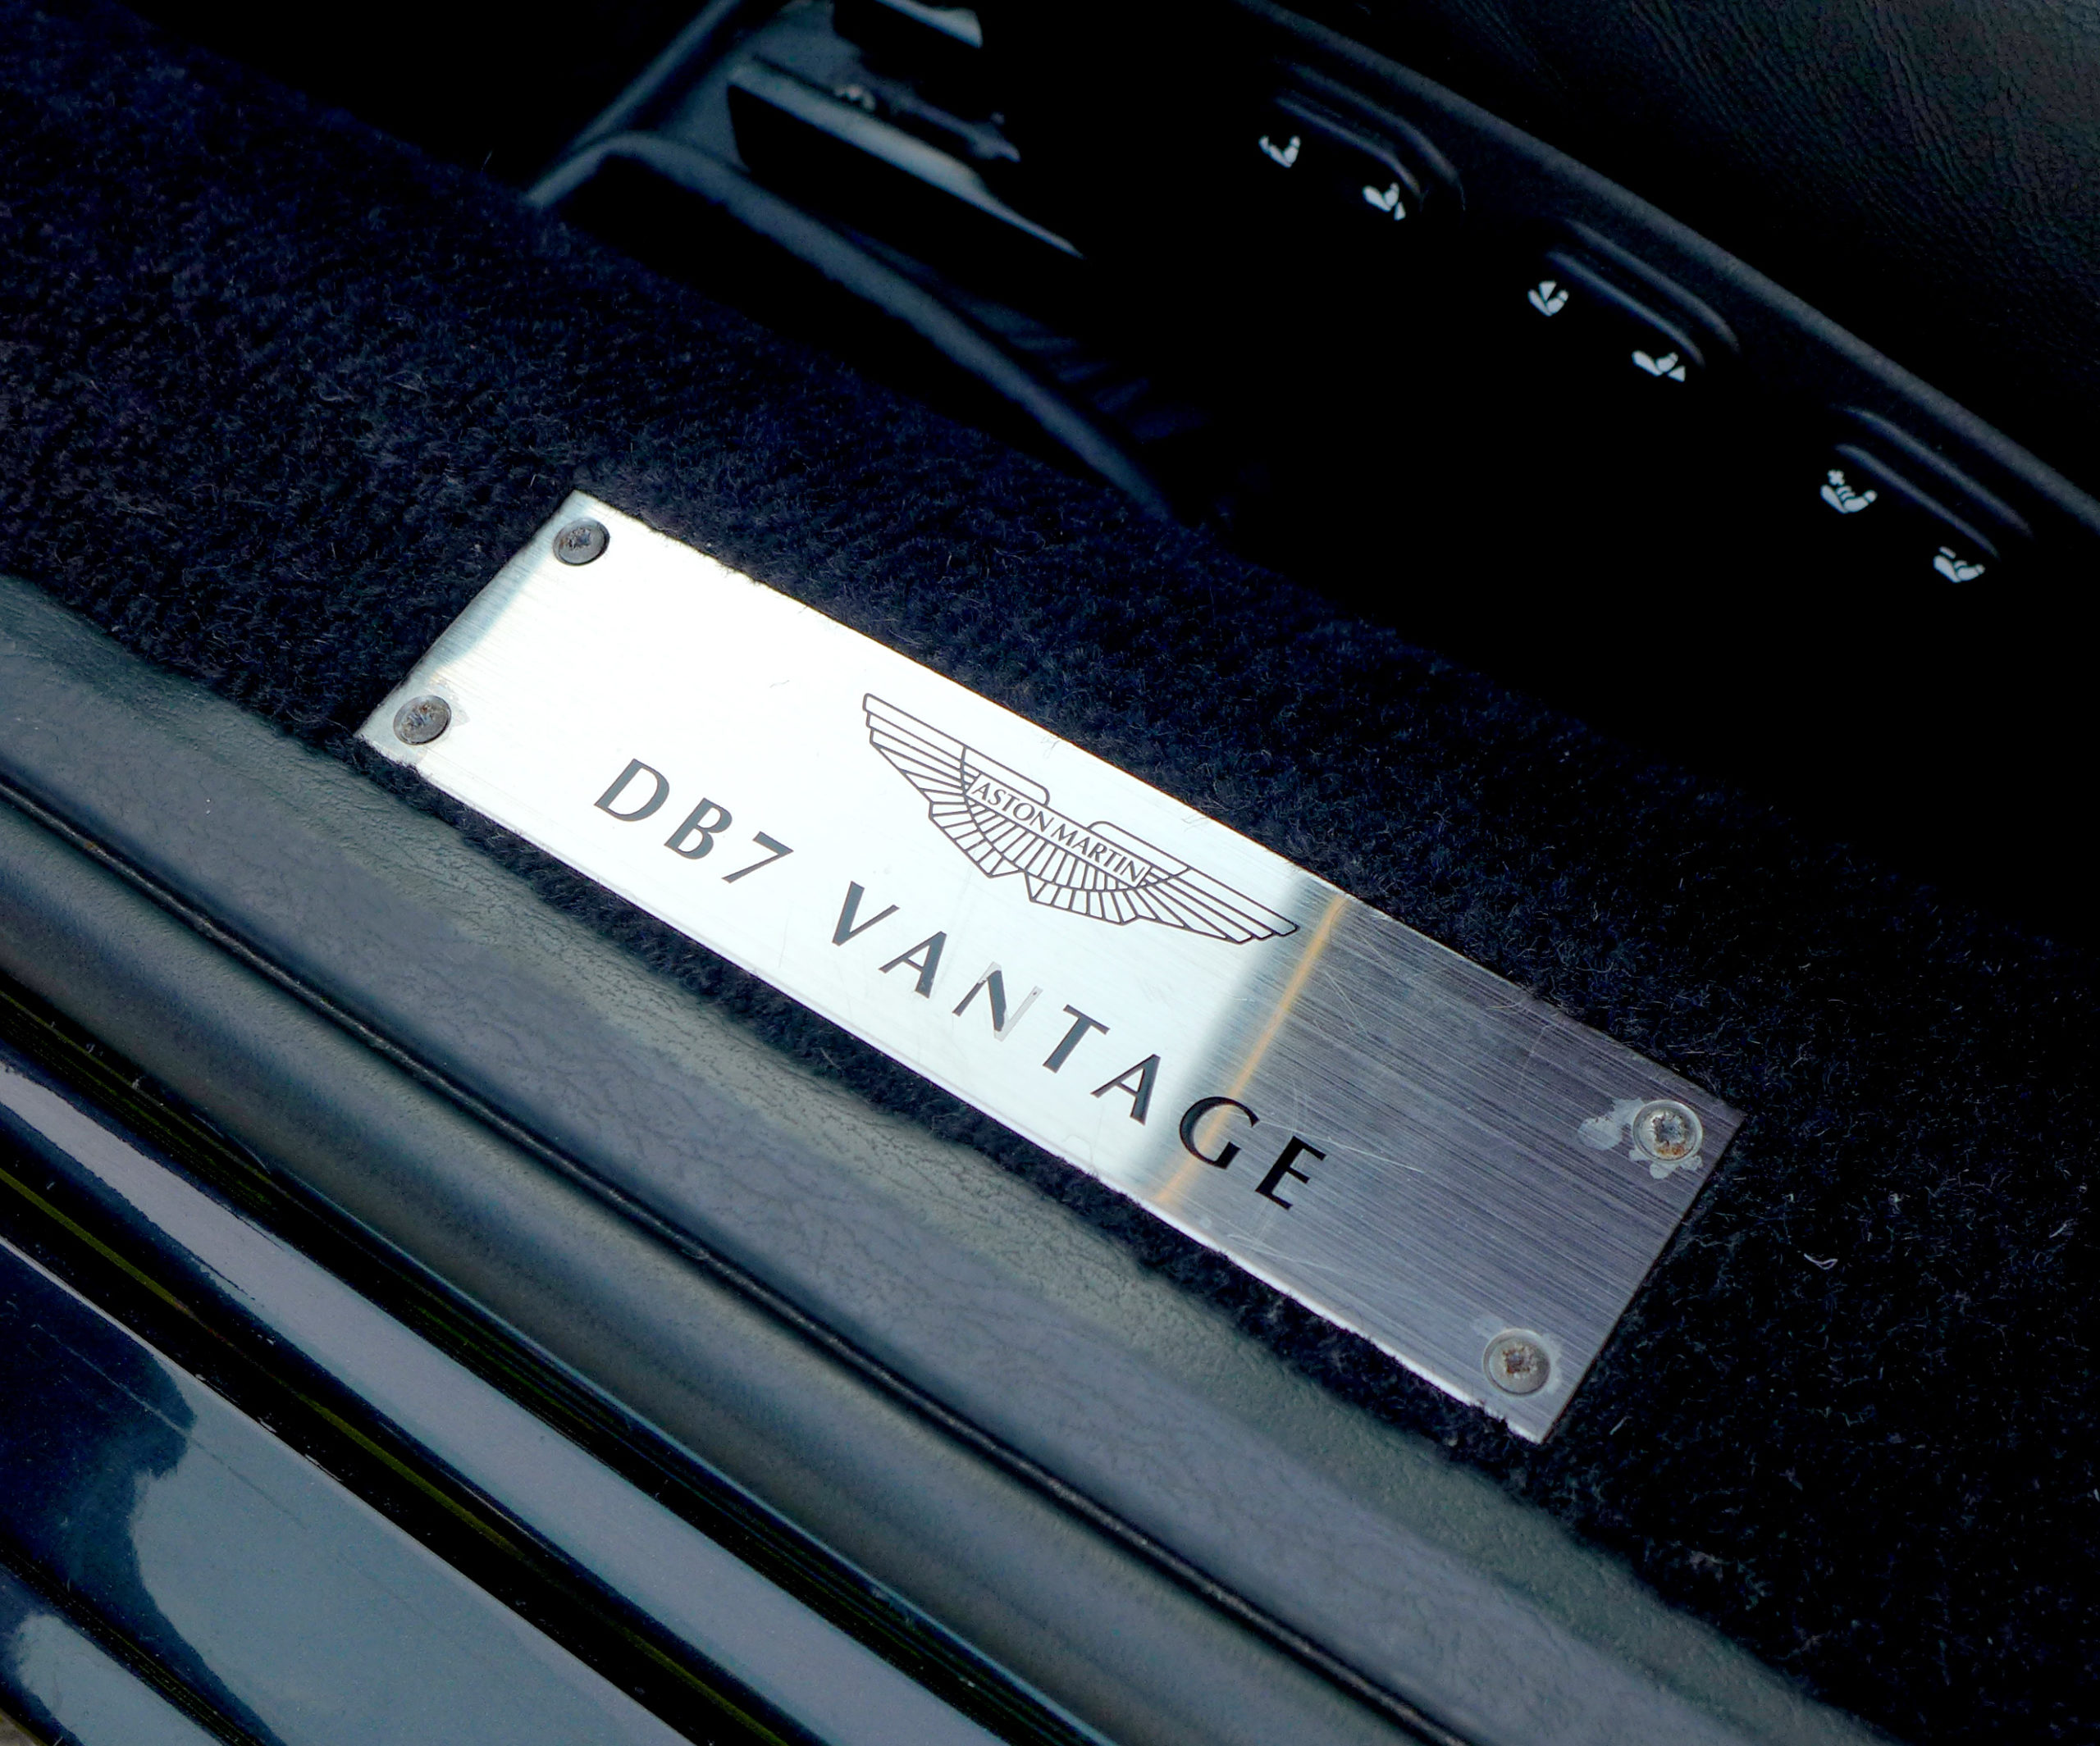 ASTON MARTIN
DB7 VANTAGE